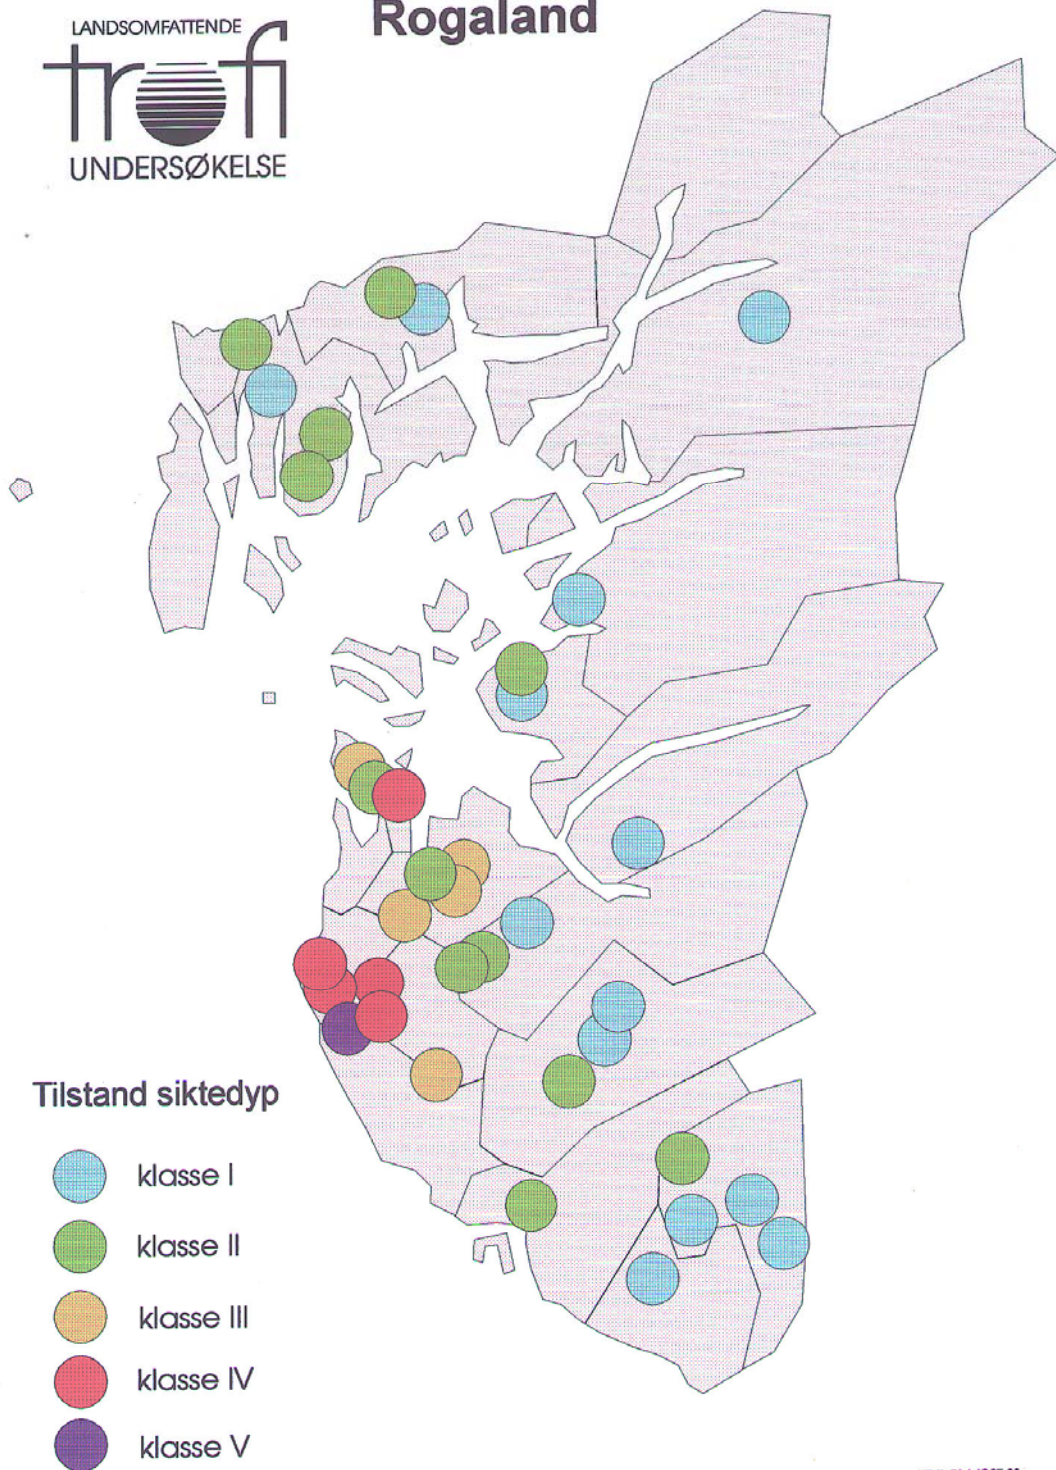 Rogaland
LANDSOMFATTENDE
trofi
UNDERSØKELSE
Tilstand siktedyp
klasse I
klasse II
klasse III
klasse IV
klasse V